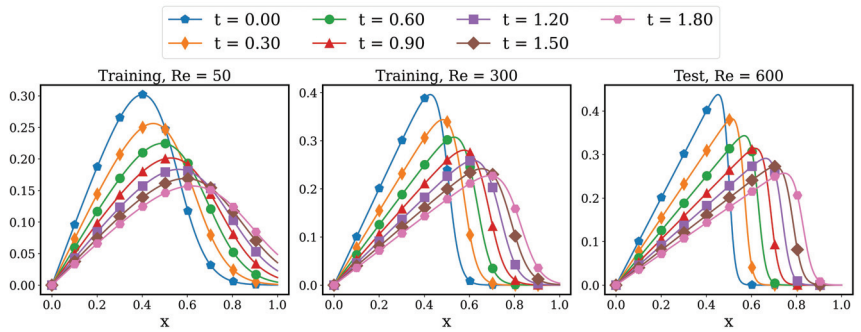 t = 0.00 t = 0.60 t = 1.20 t = 1.80
t = 0.30 t = 0.90 t = 1.50
Training, Re = 50
0.30
0.25
0.20
0.15
0.10
0.05
0.00
0.0 0.2 0.4 0.6 0.8 1.0
x
Training, Re = 300
0.4
0.3
0.2
0.1
0.0
0.0 0.2 0.4 0.6 0.8 1.0
x
Test, Re = 600
0.4
0.3
0.2
0.1
0.0
0.0 0.2 0.4 0.6 0.8 1.0
x